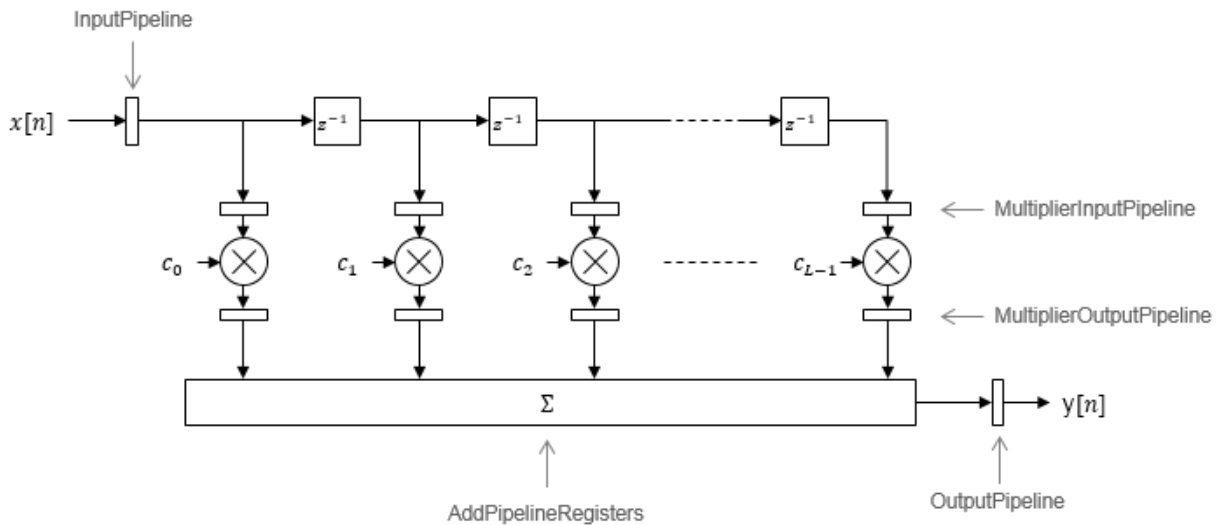 InputPipeline
x[n]
z⁻¹
z⁻¹
z⁻¹
MultiplierInputPipeline
c₀
c₁
c₂
c_{L−1}
MultiplierOutputPipeline
Σ
y[n]
AddPipelineRegisters
OutputPipeline